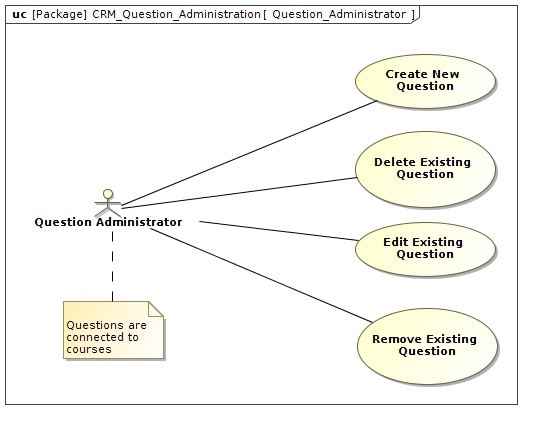 uc [Package] CRM_Question_Administration[ Question_Administrator ]
Create New
Question
Delete Existing
Question
Question Administrator
Edit Existing
Question
Questions are
connected to
courses
Remove Existing
Question